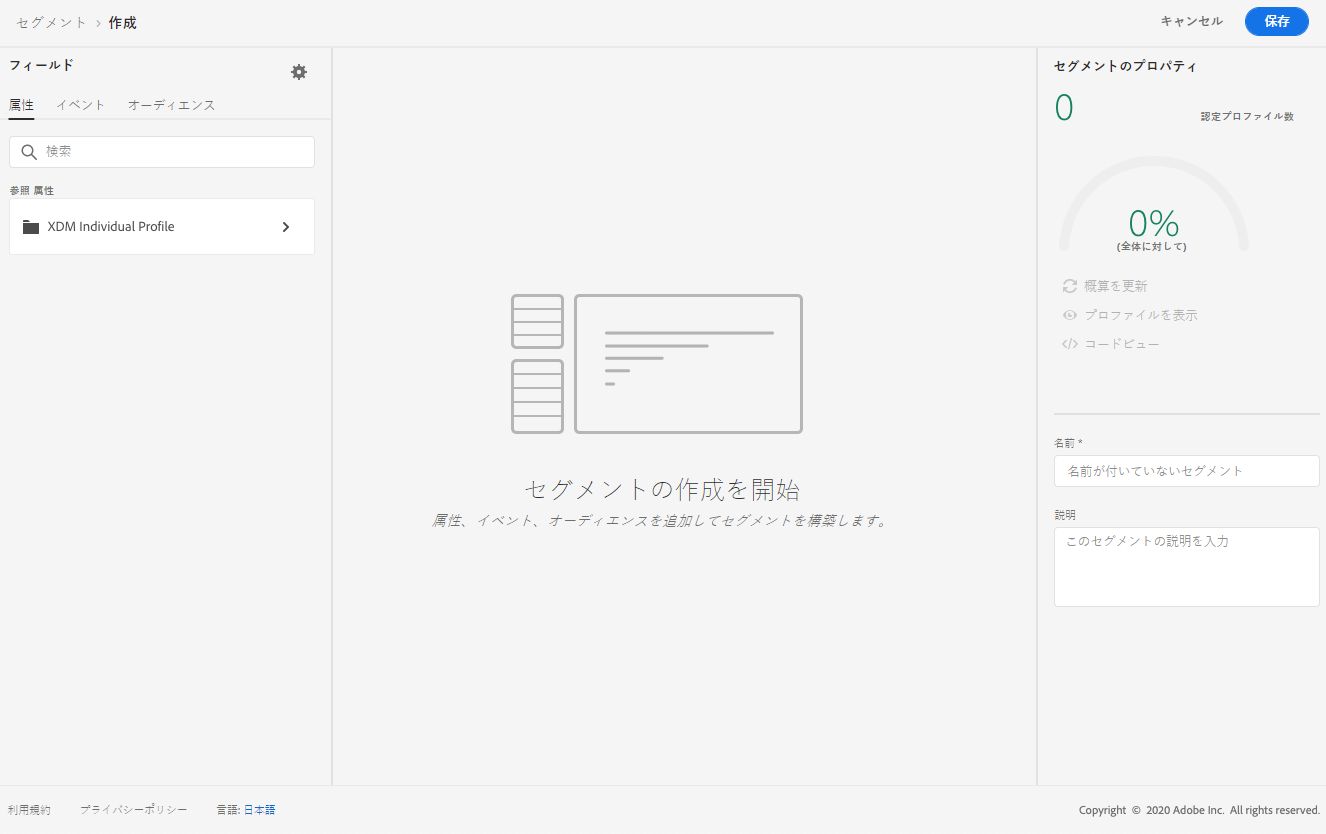 セグメント › 作成
キャンセル
保存
フィールド
属性
イベント
オーディエンス
検索
参照 属性
XDM Individual Profile
セグメントの作成を開始
属性、イベント、オーディエンスを追加してセグメントを構築します。
セグメントのプロパティ
0
認定プロファイル数
0%
(全体に対して)
概算を更新
プロファイルを表示
コードビュー
名前 *
名前が付いていないセグメント
説明
このセグメントの説明を入力
利用規約
プライバシーポリシー
言語: 日本語
Copyright © 2020 Adobe Inc. All rights reserved.